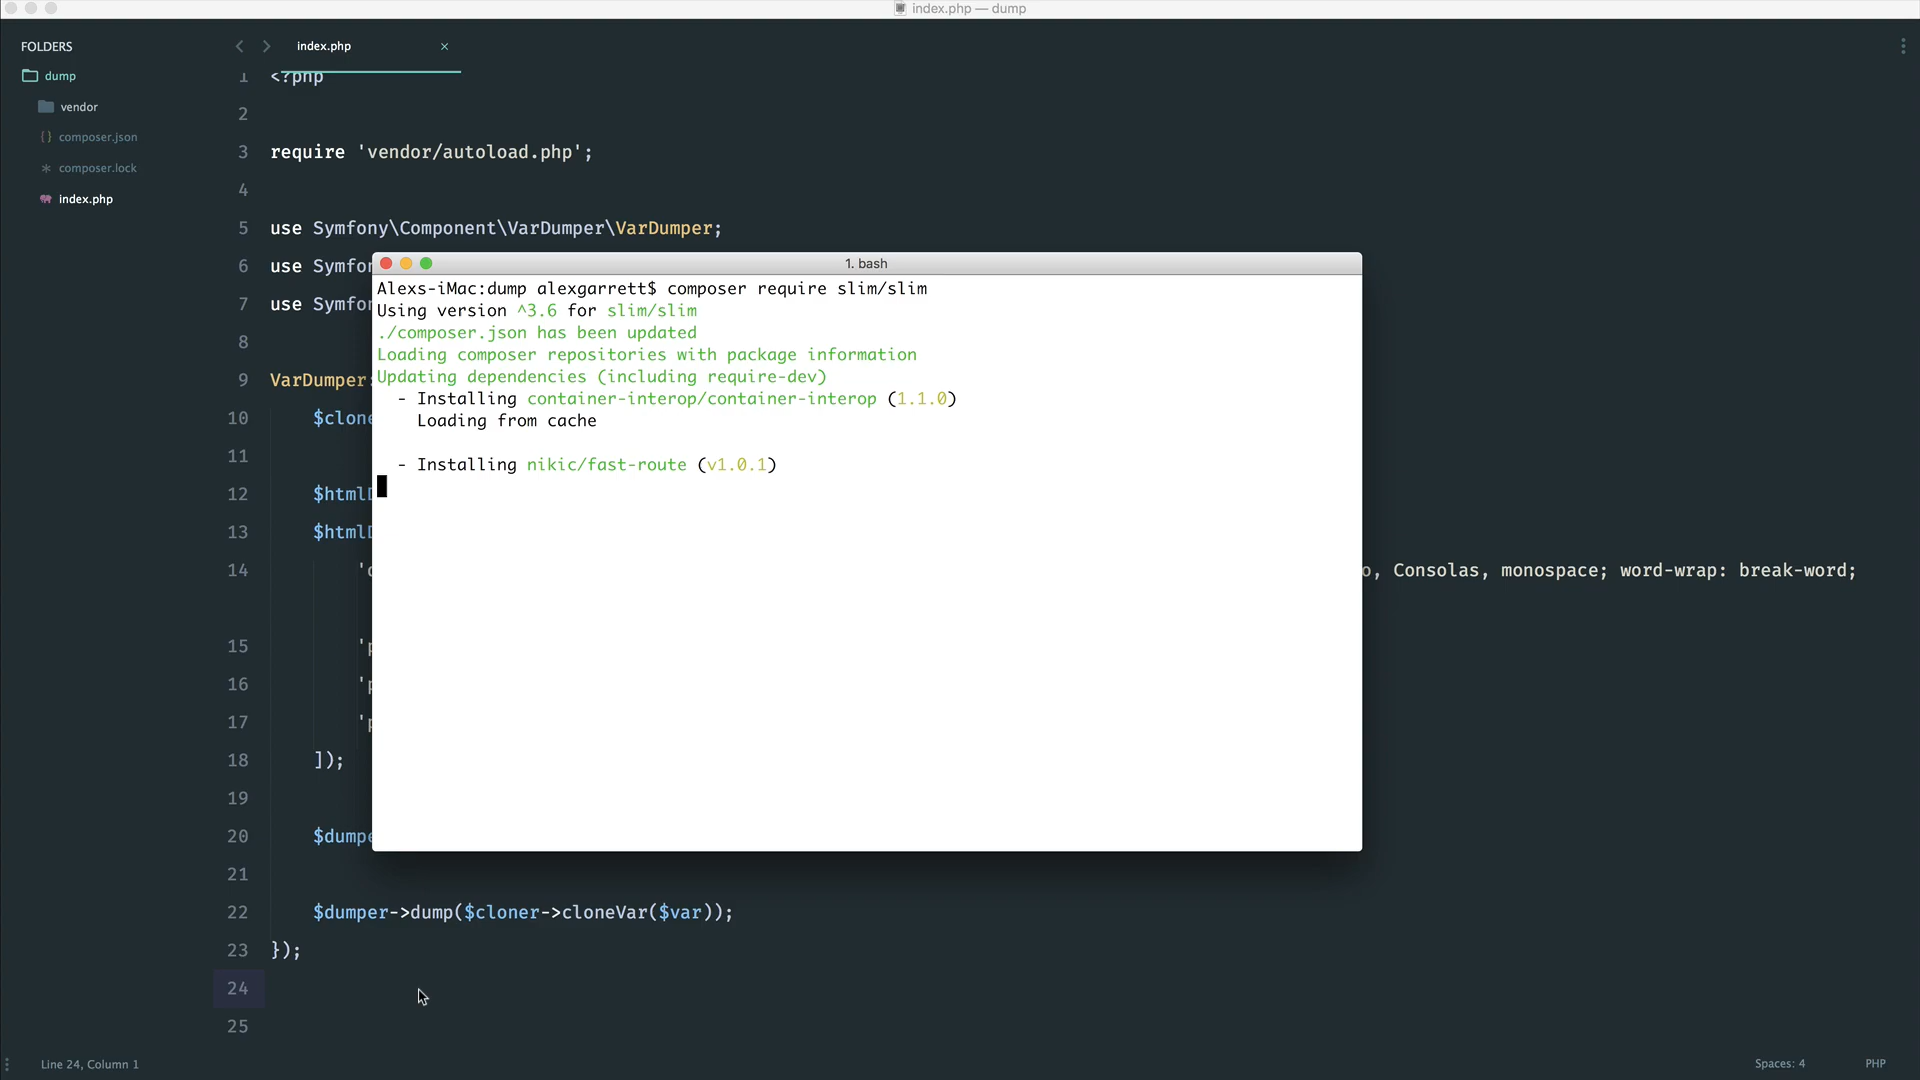 index.php — dump
FOLDERS
dump
vendor
{} composer.json
* composer.lock
index.php
index.php ×
1 <?php
2
3 require 'vendor/autoload.php';
4
5 use Symfony\Component\VarDumper\VarDumper;
6 use Symfon
7 use Symfon
8
9 VarDumper:
10 $clone
11
12 $htmlD
13 $htmlD
14 'd o, Consolas, monospace; word-wrap: break-word;
15 'p
16 'p
17 'p
18 ]);
19
20 $dumpe
21
22 $dumper->dump($cloner->cloneVar($var));
23 });
24
25
1. bash
Alexs-iMac:dump alexgarrett$ composer require slim/slim
Using version ^3.6 for slim/slim
./composer.json has been updated
Loading composer repositories with package information
Updating dependencies (including require-dev)
- Installing container-interop/container-interop (1.1.0)
Loading from cache
- Installing nikic/fast-route (v1.0.1)
Line 24, Column 1
Spaces: 4
PHP